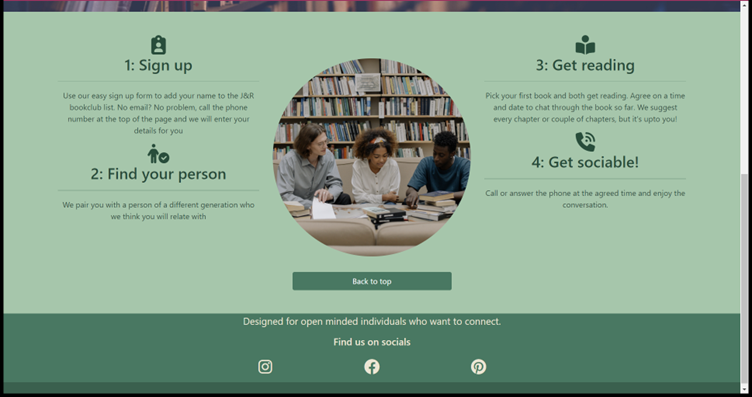 1: Sign up
Use our easy sign up form to add your name to the J&R
bookclub list. No email? No problem, call the phone
number at the top of the page and we will enter your
details for you
2: Find your person
We pair you with a person of a different generation who
we think you will relate with
3: Get reading
Pick your first book and both get reading. Agree on a time
and date to chat through the book so far. We suggest
every chapter or couple of chapters, but it's upto you!
4: Get sociable!
Call or answer the phone at the agreed time and enjoy the
conversation.
Back to top
Designed for open minded individuals who want to connect.
Find us on socials